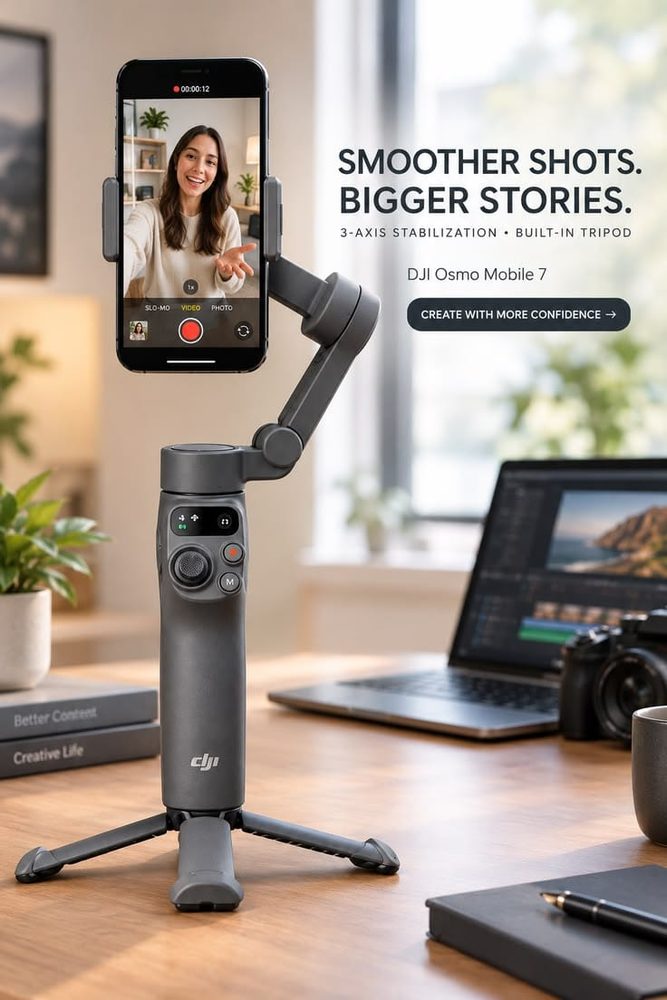 00:00:12
1x
SLO-MO VIDEO PHOTO
SMOOTHER SHOTS.
BIGGER STORIES.
3-AXIS STABILIZATION • BUILT-IN TRIPOD
DJI Osmo Mobile 7
CREATE WITH MORE CONFIDENCE →
M
Better Content
Creative Life
dji